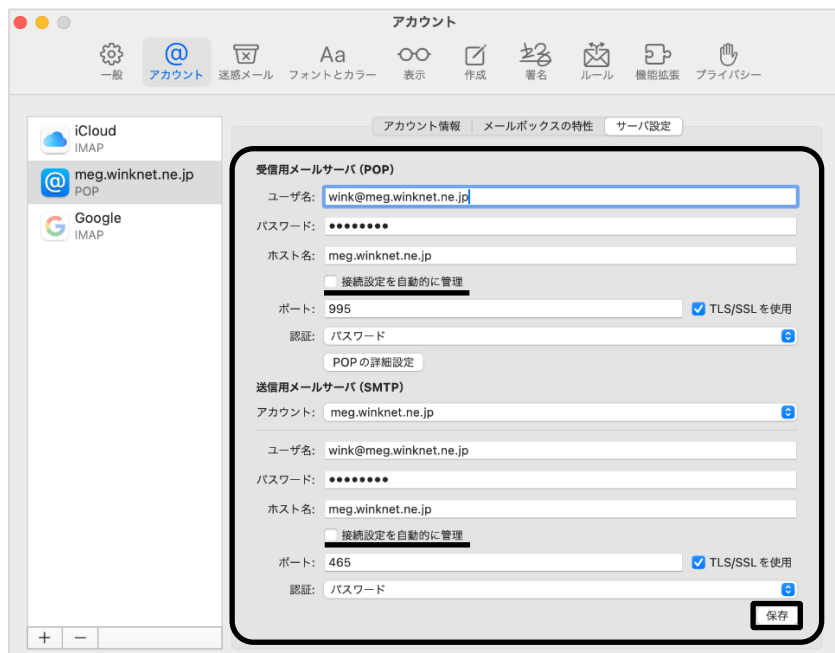 アカウント
一般 アカウント 迷惑メール フォントとカラー 表示 作成 署名 ルール 機能拡張 プライバシー
アカウント情報 メールボックスの特性 サーバ設定
iCloud
IMAP
meg.winknet.ne.jp
POP
Google
IMAP
受信用メールサーバ (POP)
ユーザ名: wink@meg.winknet.ne.jp
パスワード: ••••••••
ホスト名: meg.winknet.ne.jp
接続設定を自動的に管理
ポート: 995 TLS/SSL を使用
認証: パスワード
POP の詳細設定
送信用メールサーバ (SMTP)
アカウント: meg.winknet.ne.jp
ユーザ名: wink@meg.winknet.ne.jp
パスワード: ••••••••
ホスト名: meg.winknet.ne.jp
接続設定を自動的に管理
ポート: 465 TLS/SSL を使用
認証: パスワード
保存